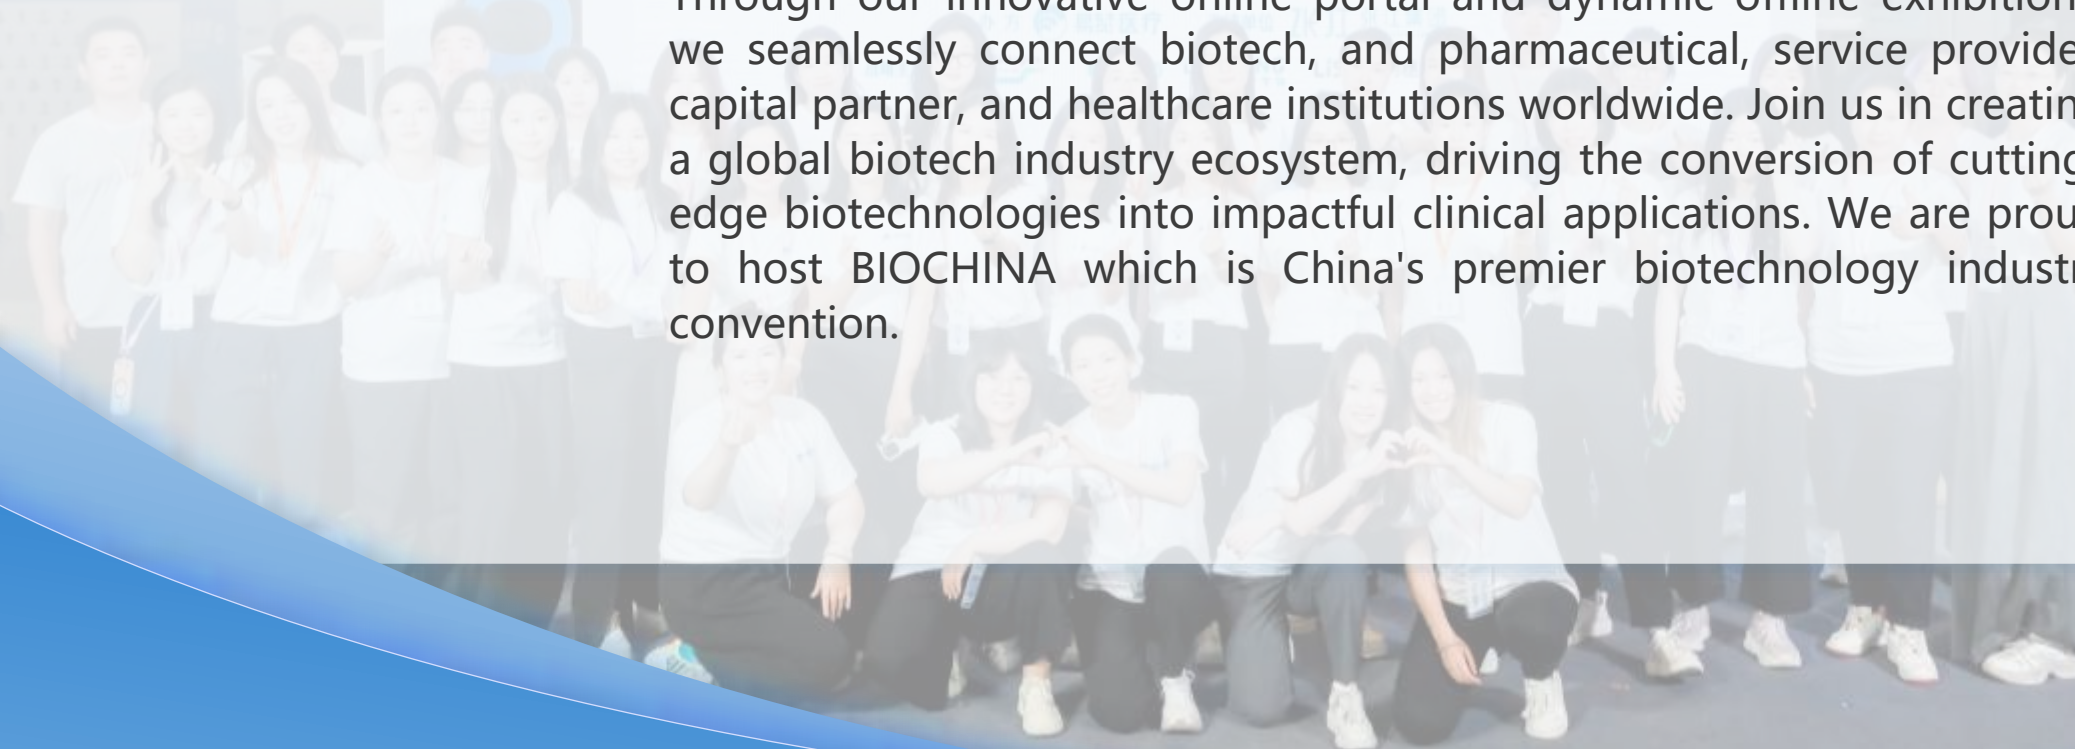 Through our innovative online portal and dynamic offline exhibition
we seamlessly connect biotech, and pharmaceutical, service provide
capital partner, and healthcare institutions worldwide. Join us in creatin
a global biotech industry ecosystem, driving the conversion of cutting
edge biotechnologies into impactful clinical applications. We are prou
to host BIOCHINA which is China's premier biotechnology industr
convention.